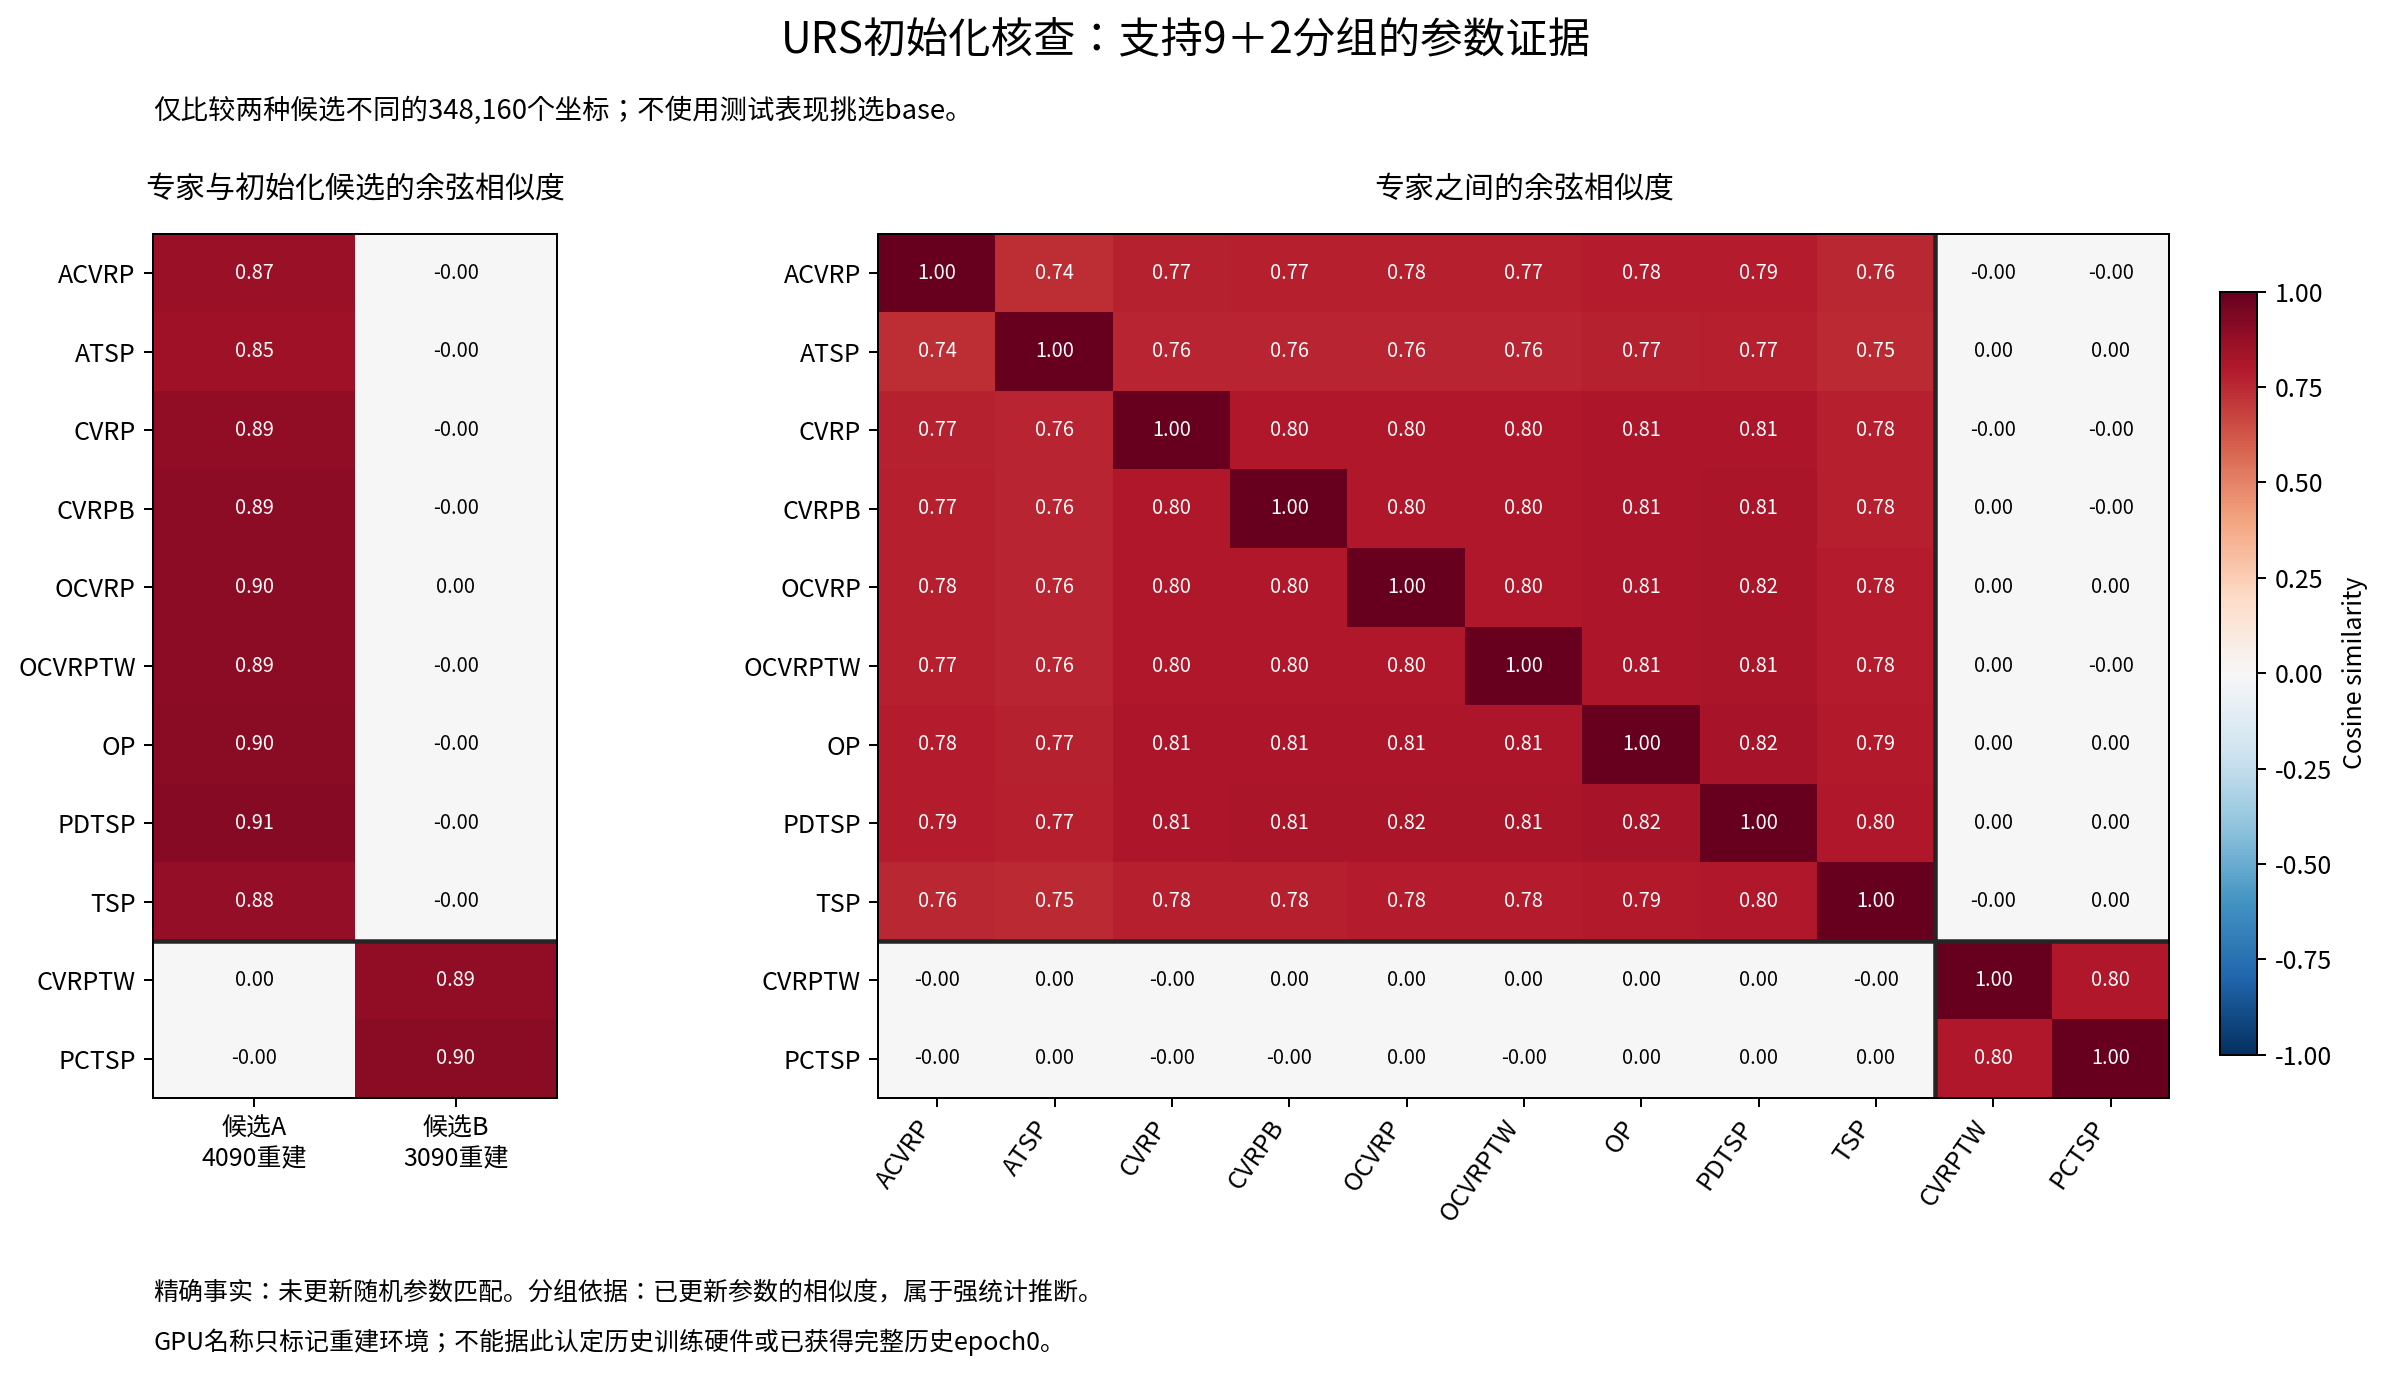 URS初始化核查：支持9＋2分组的参数证据
仅比较两种候选不同的348,160个坐标；不使用测试表现挑选base。
专家与初始化候选的余弦相似度
ACVRP 0.87 -0.00
ATSP 0.85 -0.00
CVRP 0.89 -0.00
CVRPB 0.89 -0.00
OCVRP 0.90 0.00
OCVRPTW 0.89 -0.00
OP 0.90 -0.00
PDTSP 0.91 -0.00
TSP 0.88 -0.00
CVRPTW 0.00 0.89
PCTSP -0.00 0.90
候选A 候选B
4090重建 3090重建
专家之间的余弦相似度
ACVRP 1.00 0.74 0.77 0.77 0.78 0.77 0.78 0.79 0.76 -0.00 -0.00
ATSP 0.74 1.00 0.76 0.76 0.76 0.76 0.77 0.77 0.75 0.00 0.00
CVRP 0.77 0.76 1.00 0.80 0.80 0.80 0.81 0.81 0.78 -0.00 -0.00
CVRPB 0.77 0.76 0.80 1.00 0.80 0.80 0.81 0.81 0.78 0.00 -0.00
OCVRP 0.78 0.76 0.80 0.80 1.00 0.80 0.81 0.82 0.78 0.00 0.00
OCVRPTW 0.77 0.76 0.80 0.80 0.80 1.00 0.81 0.81 0.78 0.00 -0.00
OP 0.78 0.77 0.81 0.81 0.81 0.81 1.00 0.82 0.79 0.00 0.00
PDTSP 0.79 0.77 0.81 0.81 0.82 0.81 0.82 1.00 0.80 0.00 0.00
TSP 0.76 0.75 0.78 0.78 0.78 0.78 0.79 0.80 1.00 -0.00 0.00
CVRPTW -0.00 0.00 -0.00 0.00 0.00 0.00 0.00 0.00 -0.00 1.00 0.80
PCTSP -0.00 0.00 -0.00 -0.00 0.00 -0.00 0.00 0.00 0.00 0.80 1.00
ACVRP ATSP CVRP CVRPB OCVRP OCVRPTW OP PDTSP TSP CVRPTW PCTSP
1.00
0.75
0.50
0.25
0.00
-0.25
-0.50
-0.75
-1.00
Cosine similarity
精确事实：未更新随机参数匹配。分组依据：已更新参数的相似度，属于强统计推断。
GPU名称只标记重建环境；不能据此认定历史训练硬件或已获得完整历史epoch0。